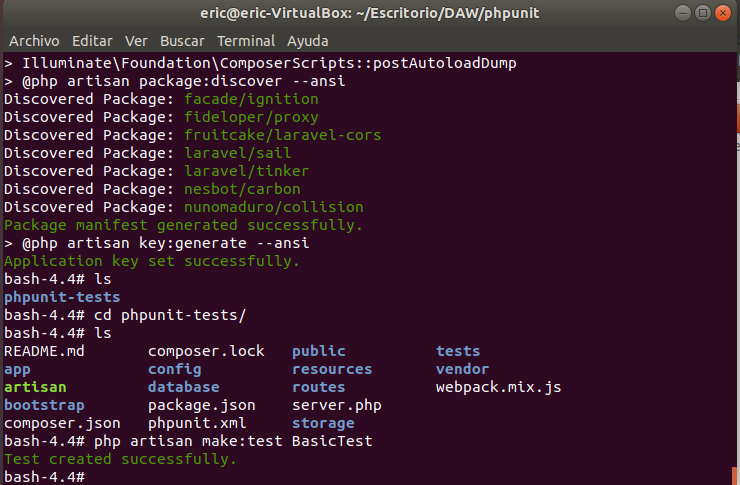 eric@eric-VirtualBox: ~/Escritorio/DAW/phpunit
Archivo Editar Ver Buscar Terminal Ayuda
> Illuminate\Foundation\ComposerScripts::postAutoloadDump
> @php artisan package:discover --ansi
Discovered Package: facade/ignition
Discovered Package: fideloper/proxy
Discovered Package: fruitcake/laravel-cors
Discovered Package: laravel/sail
Discovered Package: laravel/tinker
Discovered Package: nesbot/carbon
Discovered Package: nunomaduro/collision
Package manifest generated successfully.
> @php artisan key:generate --ansi
Application key set successfully.
bash-4.4# ls
phpunit-tests
bash-4.4# cd phpunit-tests/
bash-4.4# ls
README.md composer.lock public tests
app config resources vendor
artisan database routes webpack.mix.js
bootstrap package.json server.php
composer.json phpunit.xml storage
bash-4.4# php artisan make:test BasicTest
Test created successfully.
bash-4.4#